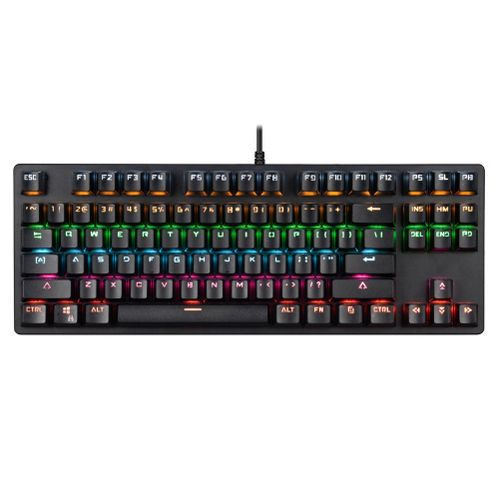 ESC F1 F2 F3 F4 F5 F6 F7 F8 F9 F10 F11 F12 PS SL PB
INS HM PU
Q W E R T Y U I O P DEL END PD
[A] A S D F G H J K L
Z X C V B N M
CTRL ALT ALT FN CTRL